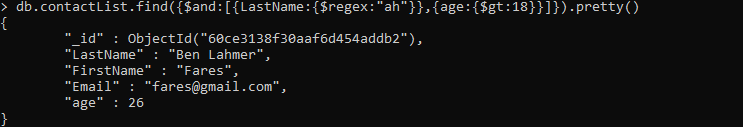 > db.contactList.find({$and:[{LastName:{$regex:"ah"}},{age:{$gt:18}}]}).pretty()
{
        "_id" : ObjectId("60ce3138f30aaf6d454addb2"),
        "LastName" : "Ben Lahmer",
        "FirstName" : "Fares",
        "Email" : "fares@gmail.com",
        "age" : 26
}